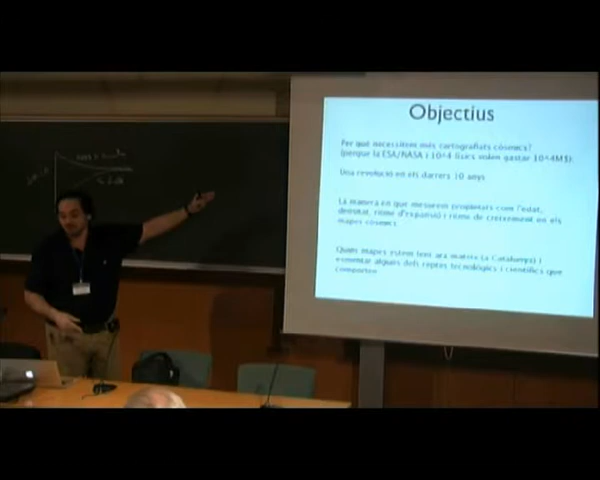 Objectius
Per què necessitem més cartografiats còsmics?
(perque la ESA/NASA i 10^4 físics volen gastar 10^4M$).
Una revolució en els darrers 10 anys
La manera en que mesurem propietats com l'edat,
densitat, ritme d'expansió i ritme de creixement en els
mapes còsmics
Quins mapes estem fent ara mateix (a Catalunya) i
comentar alguns dels reptes tecnològics i científics que
comporten